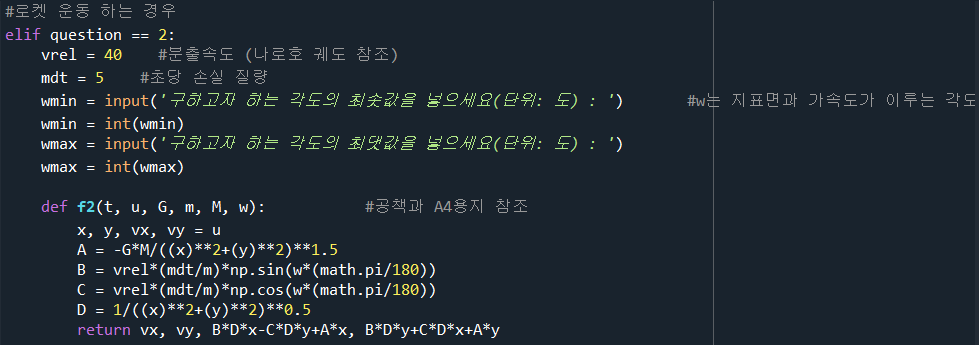 #로켓 운동 하는 경우
elif question == 2:
vrel = 40 #분출속도 (나로호 궤도 참조)
mdt = 5 #초당 손실 질량
wmin = input('구하고자 하는 각도의 최솟값을 넣으세요(단위: 도) : ') #w는 지표면과 가속도가 이루는 각도
wmin = int(wmin)
wmax = input('구하고자 하는 각도의 최댓값을 넣으세요(단위: 도) : ')
wmax = int(wmax)
def f2(t, u, G, m, M, w): #공책과 A4용지 참조
x, y, vx, vy = u
A = -G*M/((x)**2+(y)**2)**1.5
B = vrel*(mdt/m)*np.sin(w*(math.pi/180))
C = vrel*(mdt/m)*np.cos(w*(math.pi/180))
D = 1/((x)**2+(y)**2)**0.5
return vx, vy, B*D*x-C*D*y+A*x, B*D*y+C*D*x+A*y